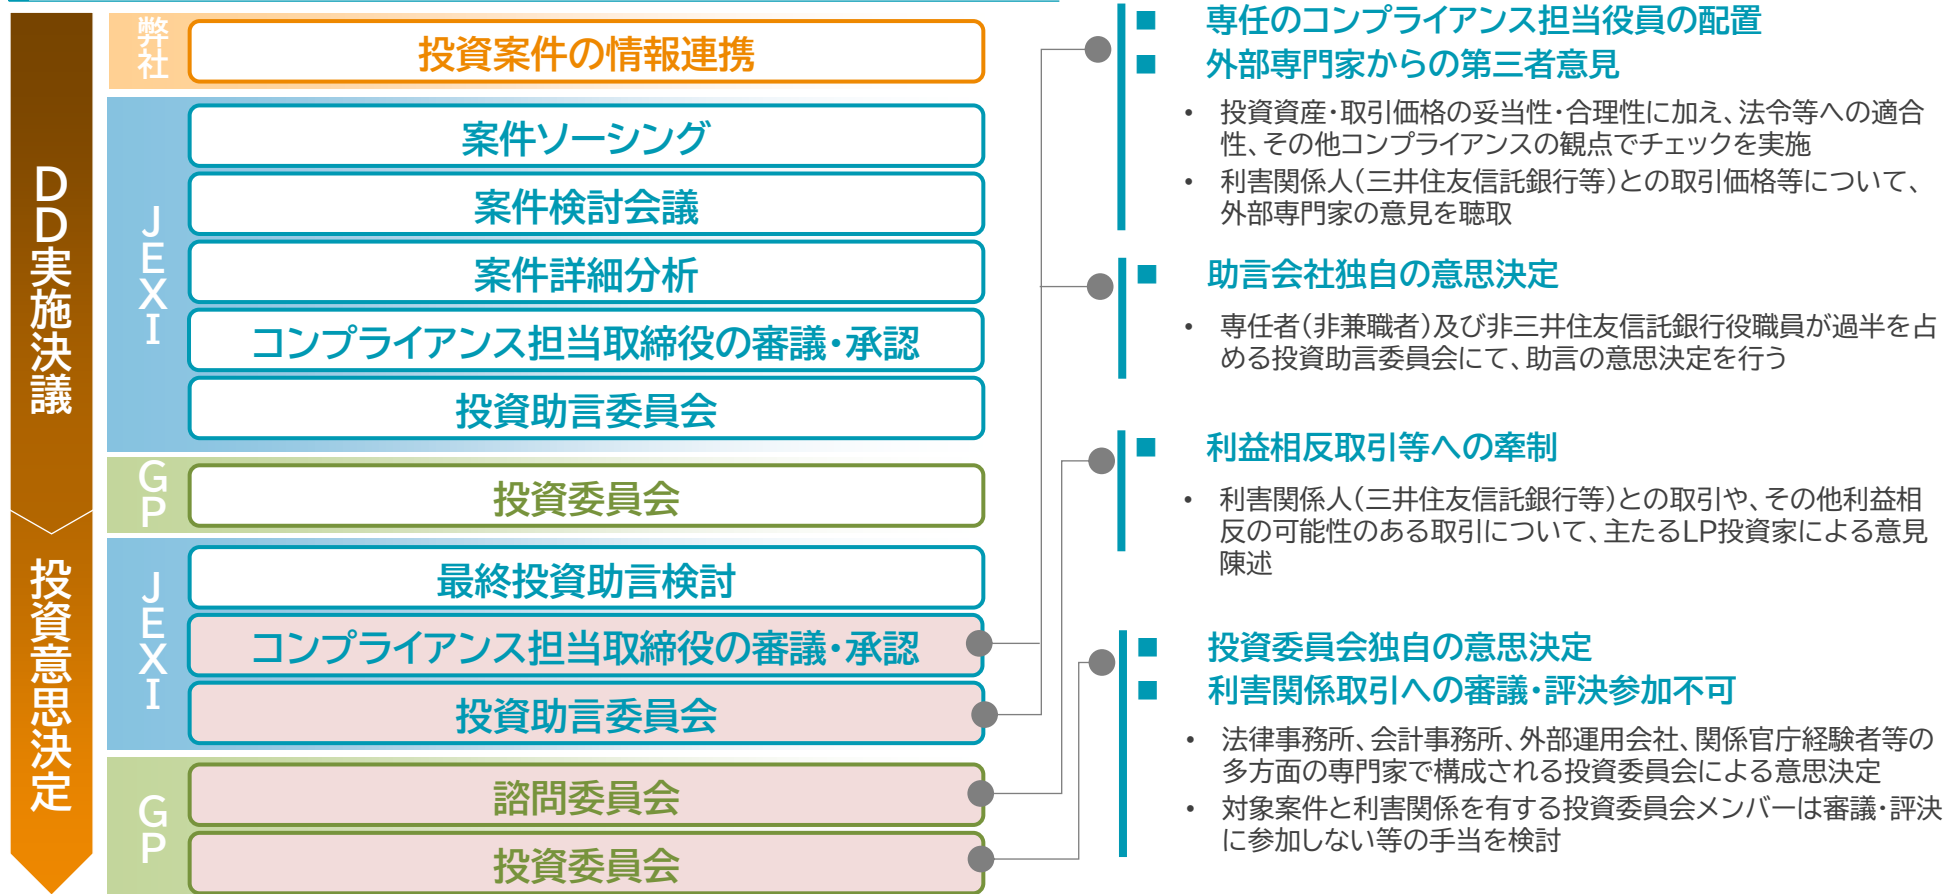 DD実施決議
投資意思決定
弊社
投資案件の情報連携
JEXI
案件ソーシング
案件検討会議
案件詳細分析
コンプライアンス担当取締役の審議・承認
投資助言委員会
GP
投資委員会
JEXI
最終投資助言検討
コンプライアンス担当取締役の審議・承認
投資助言委員会
GP
諮問委員会
投資委員会
■ 専任のコンプライアンス担当役員の配置
■ 外部専門家からの第三者意見
• 投資資産・取引価格の妥当性・合理性に加え、法令等への適合
性、その他コンプライアンスの観点でチェックを実施
• 利害関係人(三井住友信託銀行等)との取引価格等について、
外部専門家の意見を聴取
■ 助言会社独自の意思決定
• 専任者(非兼職者)及び非三井住友信託銀行役職員が過半を占
める投資助言委員会にて、助言の意思決定を行う
■ 利益相反取引等への牽制
• 利害関係人(三井住友信託銀行等)との取引や、その他利益相
反の可能性のある取引について、主たるLP投資家による意見
陳述
■ 投資委員会独自の意思決定
■ 利害関係取引への審議・評決参加不可
• 法律事務所、会計事務所、外部運用会社、関係官庁経験者等の
多方面の専門家で構成される投資委員会による意思決定
• 対象案件と利害関係を有する投資委員会メンバーは審議・評決
に参加しない等の手当を検討